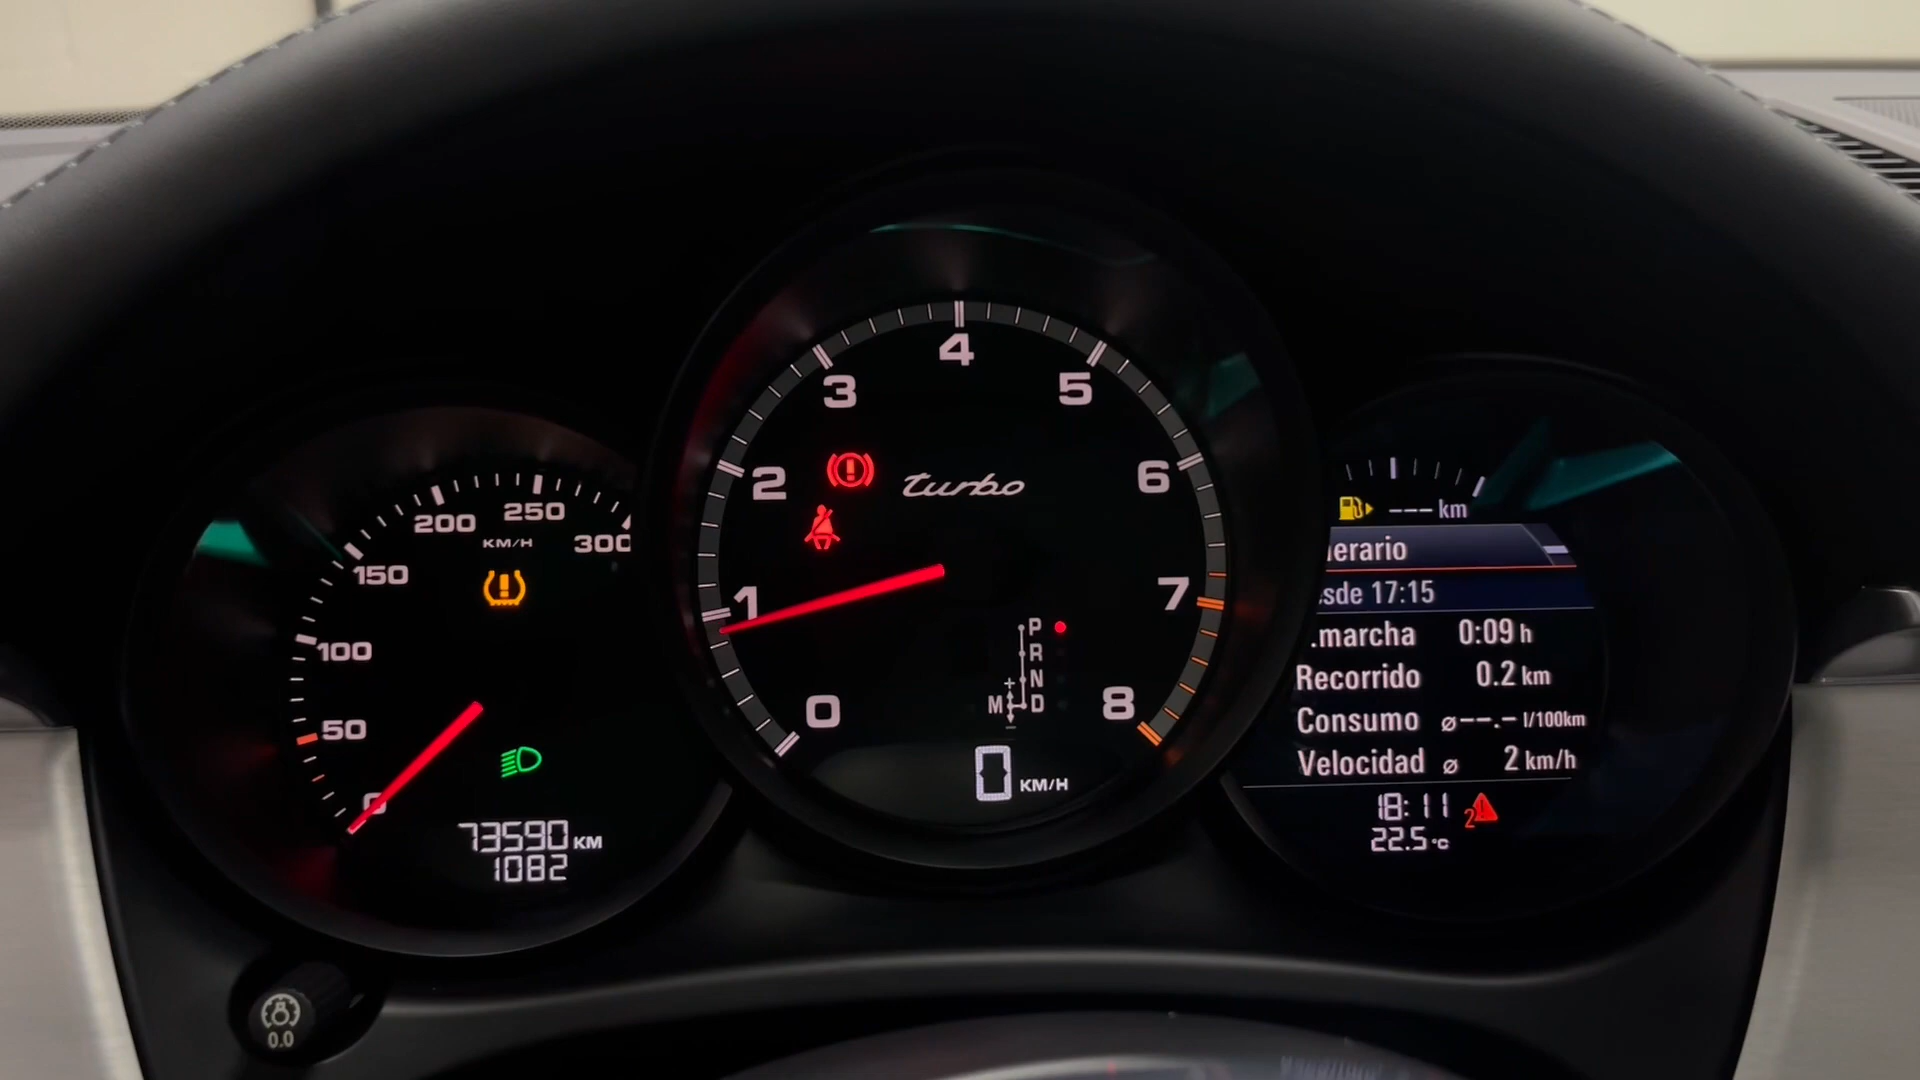 50
100
150
200
250
300
KM/H
0
73590 KM
1082
0.0
0
1
2
3
4
5
6
7
8
turbo
P
R
N
M D
+
-
0 KM/H
--- km
erario
sde 17:15
.marcha 0:09 h
Recorrido 0.2 km
Consumo ⌀--.- l/100km
Velocidad ⌀ 2 km/h
18:11 2
22.5 °C